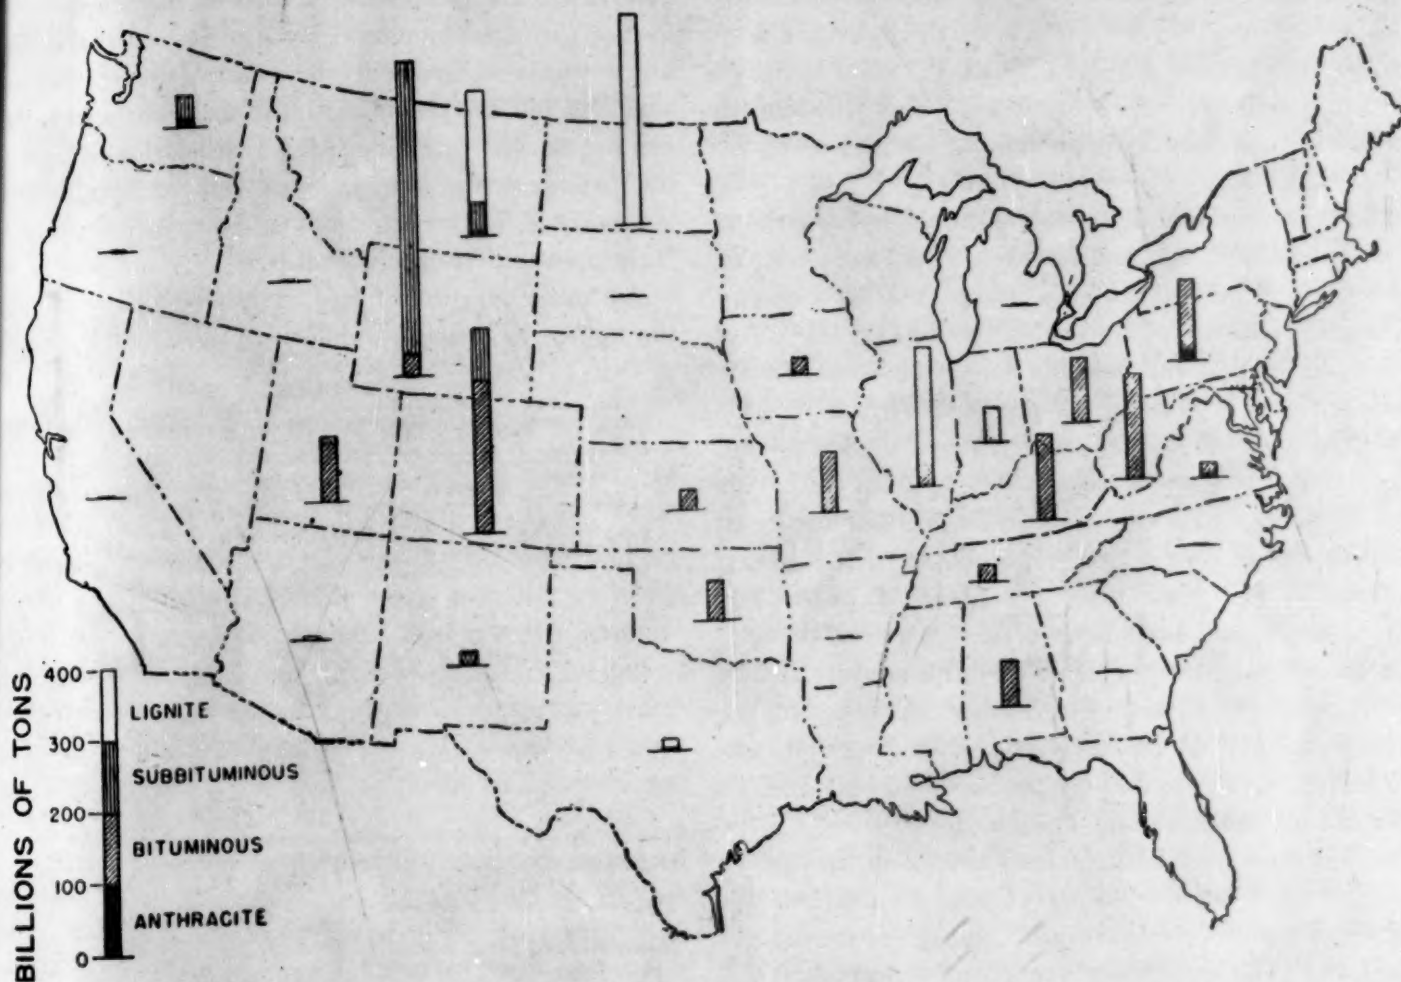 BILLIONS OF TONS
400
LIGNITE
300
SUBBITUMINOUS
200
BITUMINOUS
100
ANTHRACITE
0